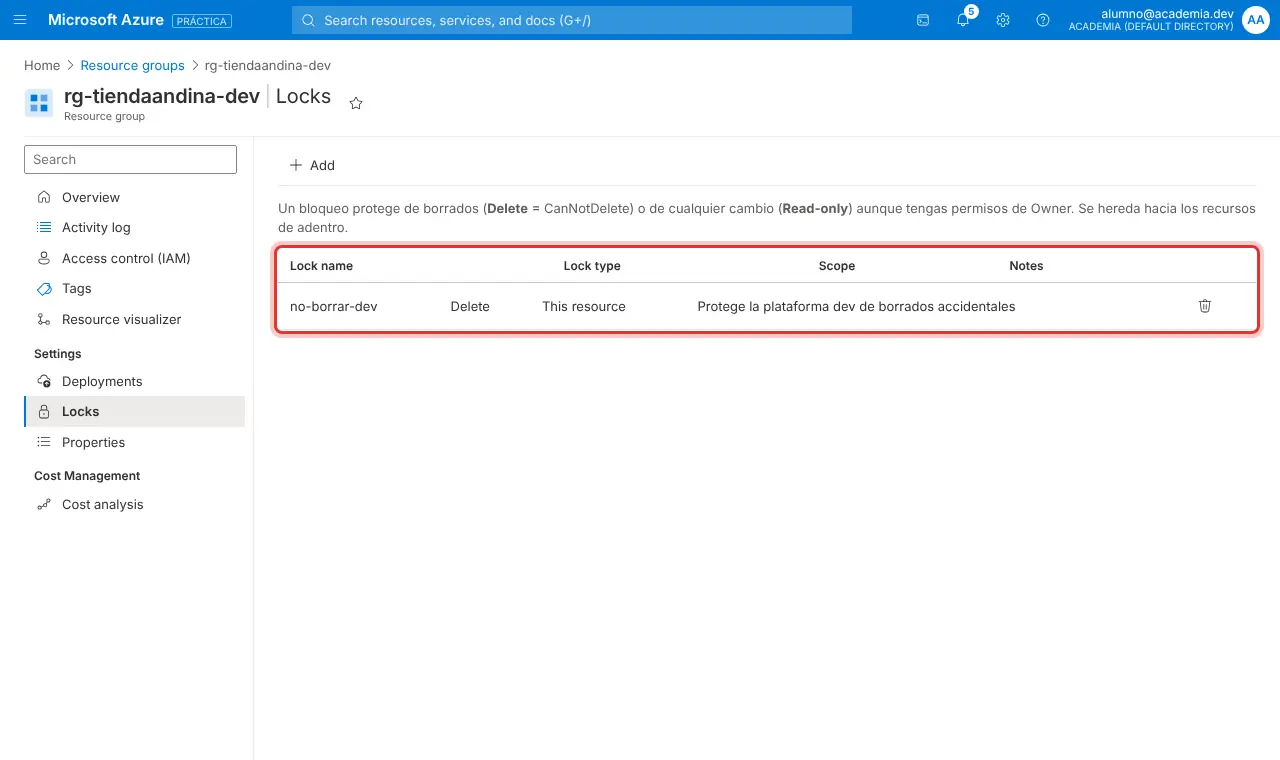 Microsoft Azure PRÁCTICA
Search resources, services, and docs (G+/)
5
alumno@academia.dev
ACADEMIA (DEFAULT DIRECTORY)
AA
Home > Resource groups > rg-tiendaandina-dev
rg-tiendaandina-dev | Locks
Resource group
Search
Overview
Activity log
Access control (IAM)
Tags
Resource visualizer
Settings
Deployments
Locks
Properties
Cost Management
Cost analysis
+ Add
Un bloqueo protege de borrados (Delete = CanNotDelete) o de cualquier cambio (Read-only) aunque tengas permisos de Owner. Se hereda hacia los recursos
de adentro.
Lock name Lock type Scope Notes
no-borrar-dev Delete This resource Protege la plataforma dev de borrados accidentales